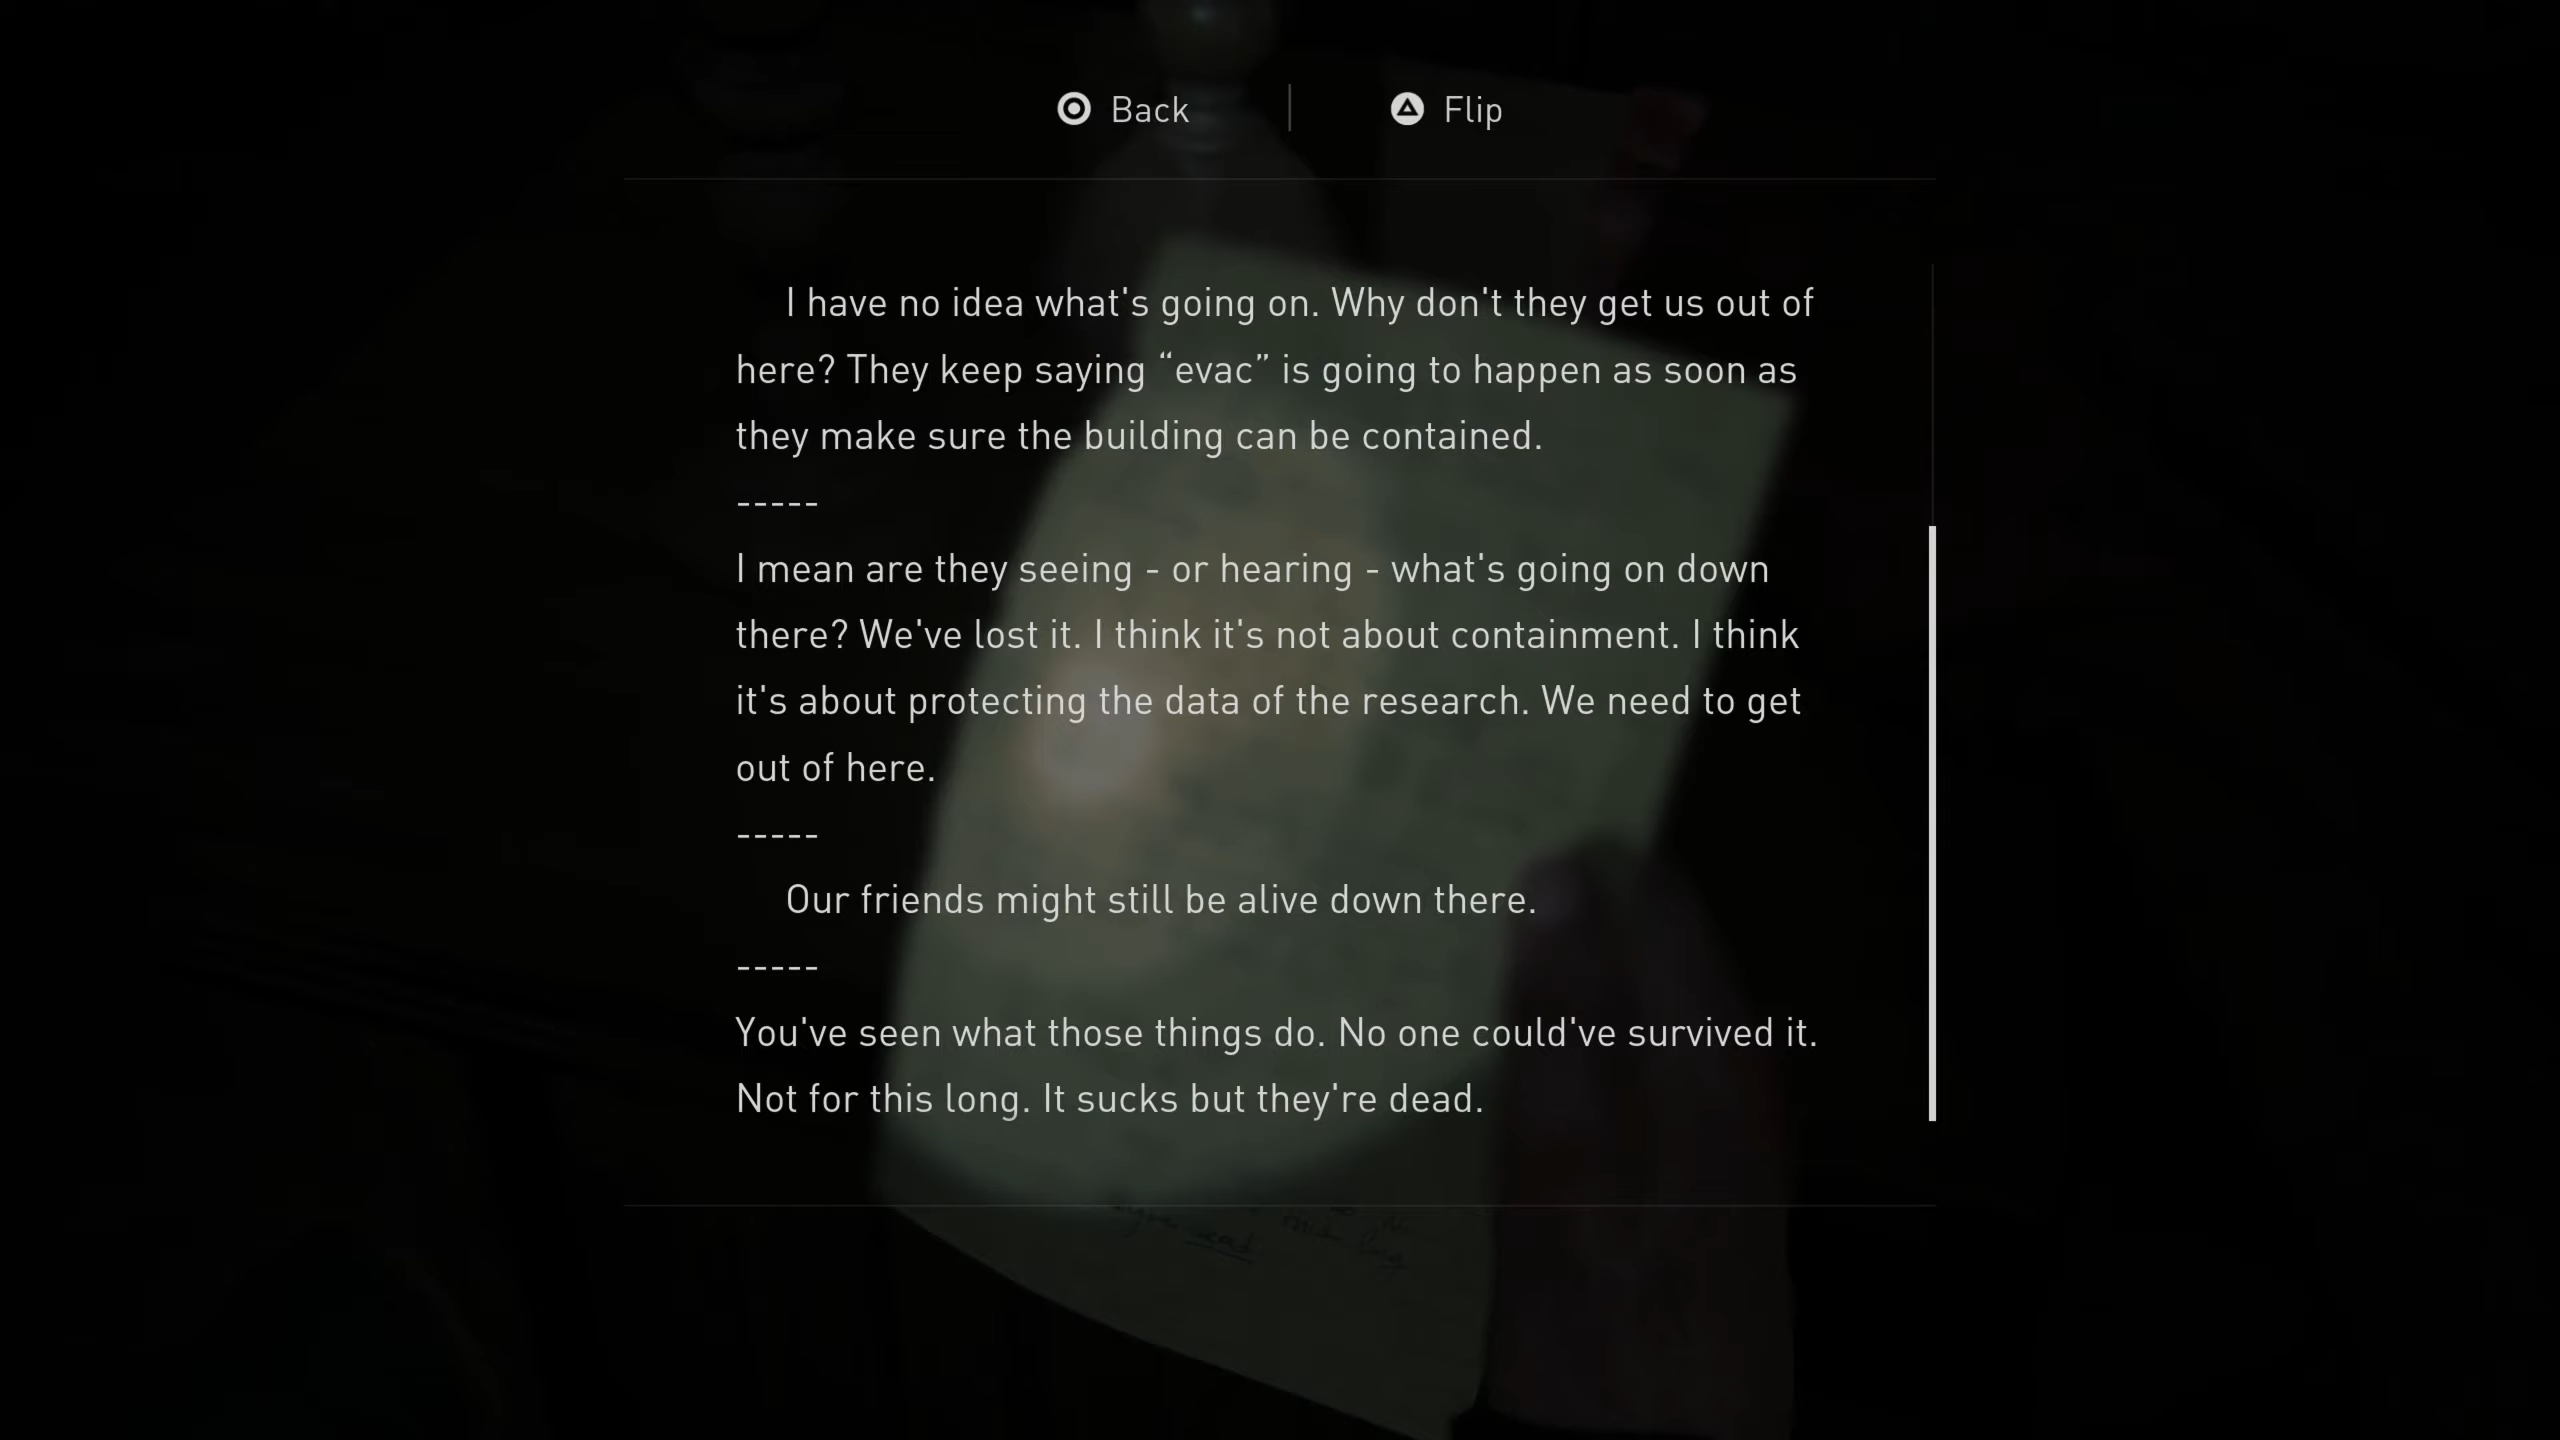 Back
Flip
I have no idea what's going on. Why don't they get us out of
here? They keep saying “evac” is going to happen as soon as
they make sure the building can be contained.
-----
I mean are they seeing - or hearing - what's going on down
there? We've lost it. I think it's not about containment. I think
it's about protecting the data of the research. We need to get
out of here.
-----
Our friends might still be alive down there.
-----
You've seen what those things do. No one could've survived it.
Not for this long. It sucks but they're dead.